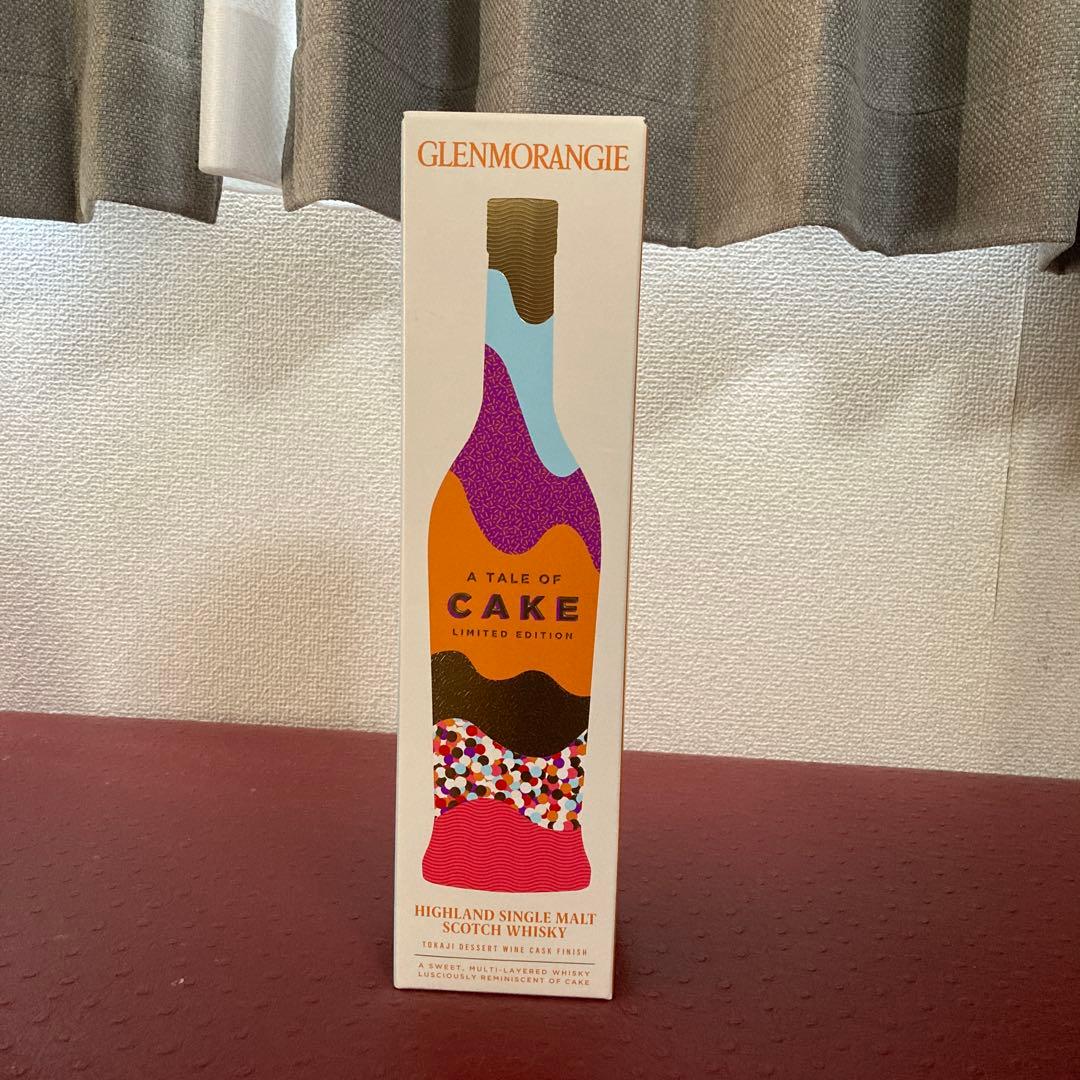 GLENMORANGIE
A TALE OF
CAKE
LIMITED EDITION
HIGHLAND SINGLE MALT
SCOTCH WHISKY
TOKAJI DESSERT WINE CASK FINISH
A SWEET, MULTI-LAYERED WHISKY
LUSCIOUSLY REMINISCENT OF CAKE